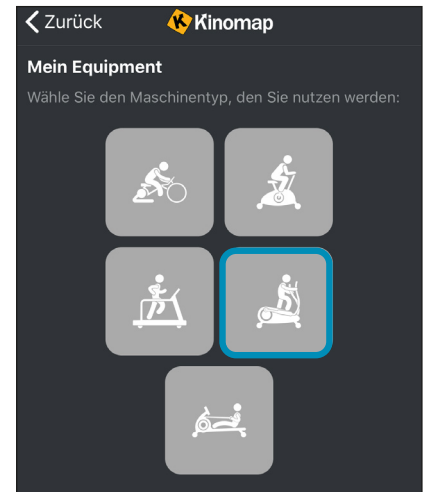 Zurück
Kinomap
Mein Equipment
Wähle Sie den Maschinentyp, den Sie nutzen werden: